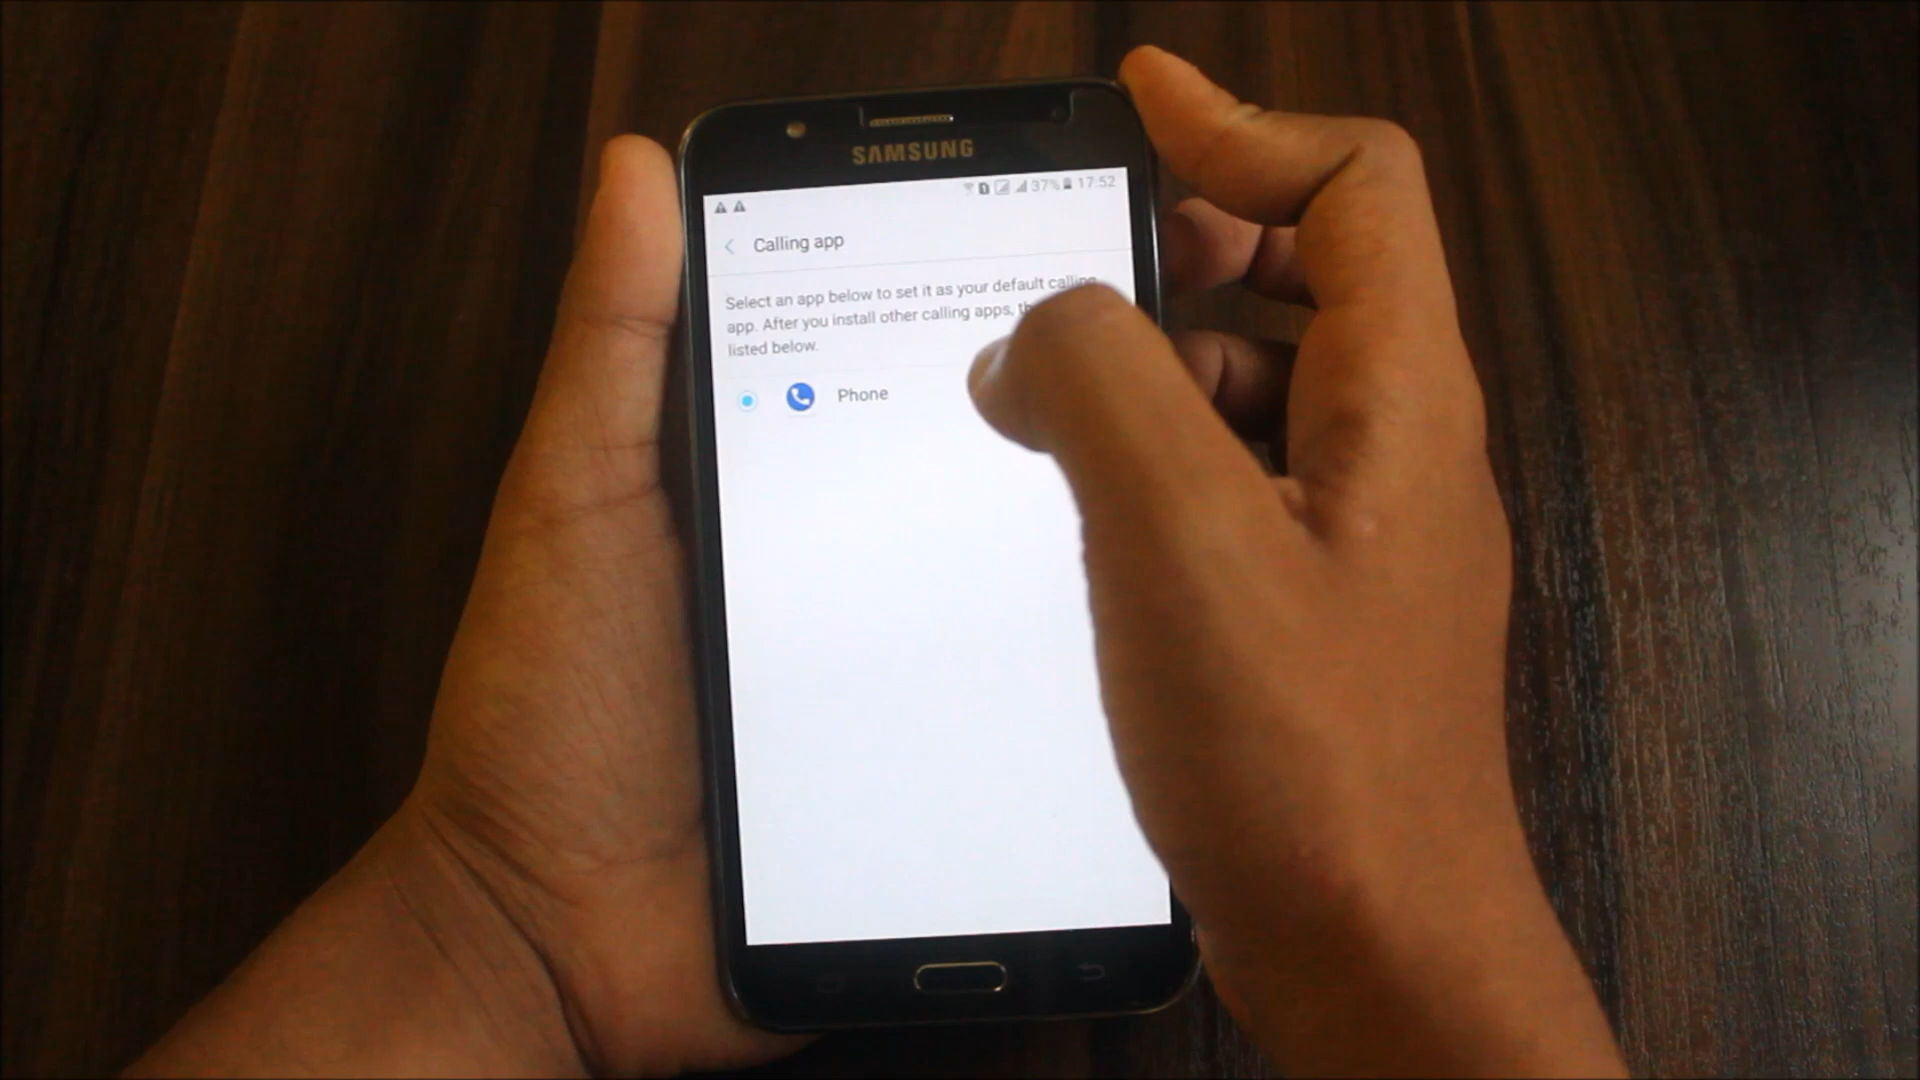 SAMSUNG
37% 17:52
Calling app
Select an app below to set it as your default calling
app. After you install other calling apps,
listed below.
Phone